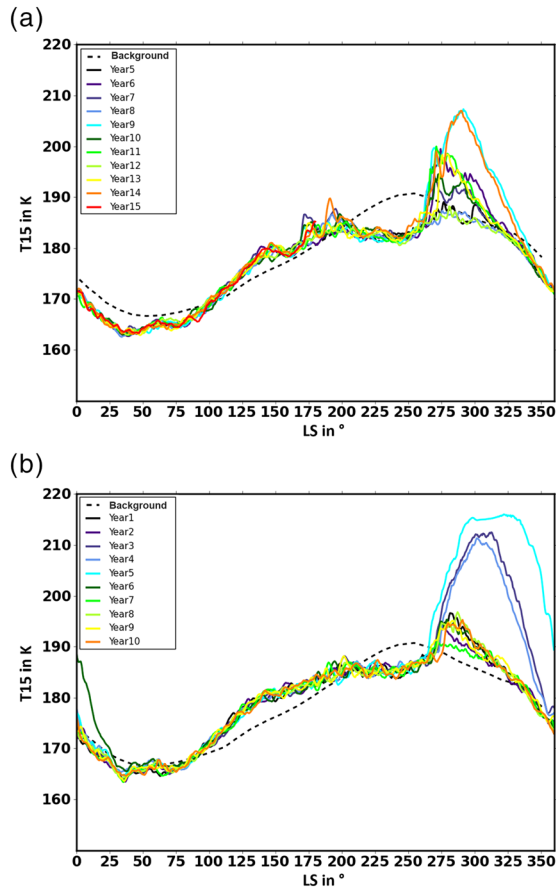 (a)
220
210
200
190
180
170
160
T15 in K
Background
Year5
Year6
Year7
Year8
Year9
Year10
Year11
Year12
Year13
Year14
Year15
0 25 50 75 100 125 150 175 200 225 250 275 300 325 350
LS in °
(b)
220
210
200
190
180
170
160
T15 in K
Background
Year1
Year2
Year3
Year4
Year5
Year6
Year7
Year8
Year9
Year10
0 25 50 75 100 125 150 175 200 225 250 275 300 325 350
LS in °